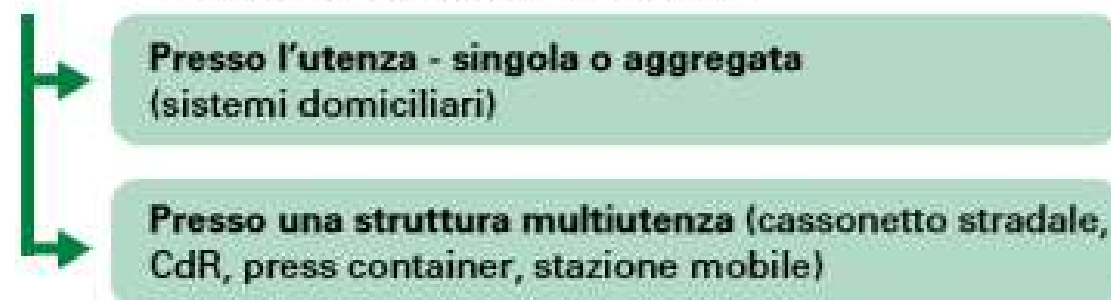 Presso l'utenza - singola o aggregata
(sistemi domiciliari)
Presso una struttura multiutenza (cassonetto stradale,
CdR, press container, stazione mobile)